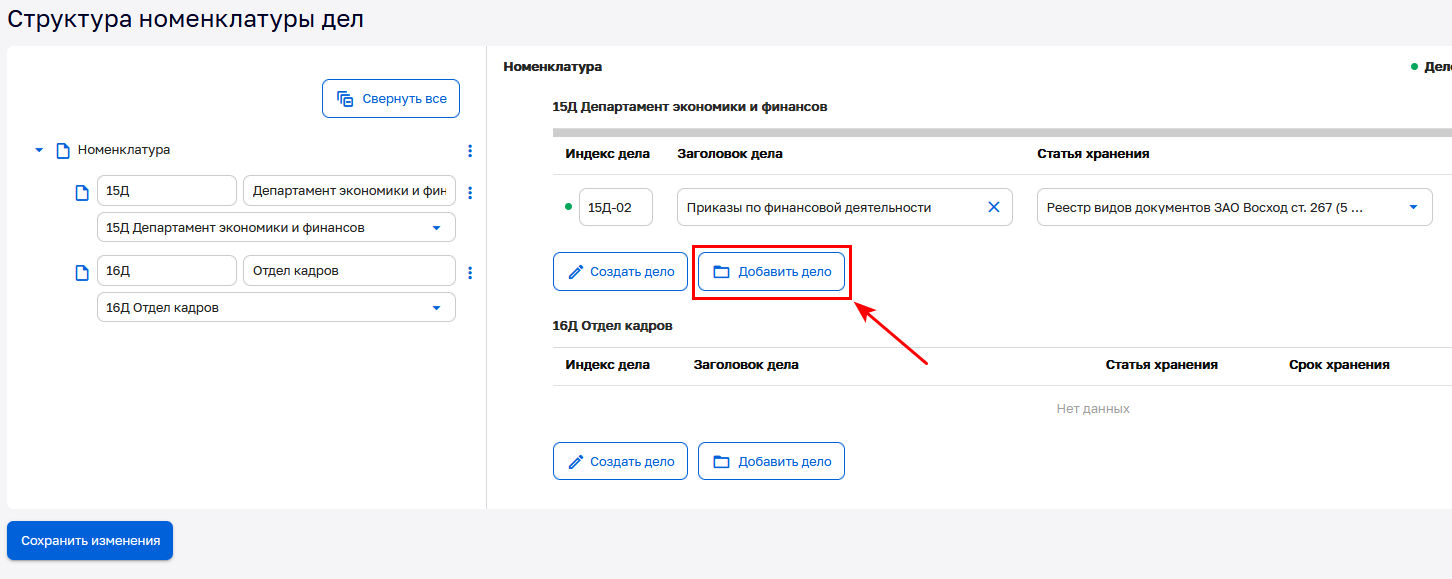 Структура номенклатуры дел
Свернуть все
Номенклатура
15Д Департамент экономики и фин
15Д Департамент экономики и финансов
16Д Отдел кадров
16Д Отдел кадров
Номенклатура
15Д Департамент экономики и финансов
Индекс дела Заголовок дела Статья хранения
15Д-02 Приказы по финансовой деятельности Реестр видов документов ЗАО Восход ст. 267 (5 ...
Создать дело Добавить дело
16Д Отдел кадров
Индекс дела Заголовок дела Статья хранения Срок хранения
Нет данных
Создать дело Добавить дело
Сохранить изменения